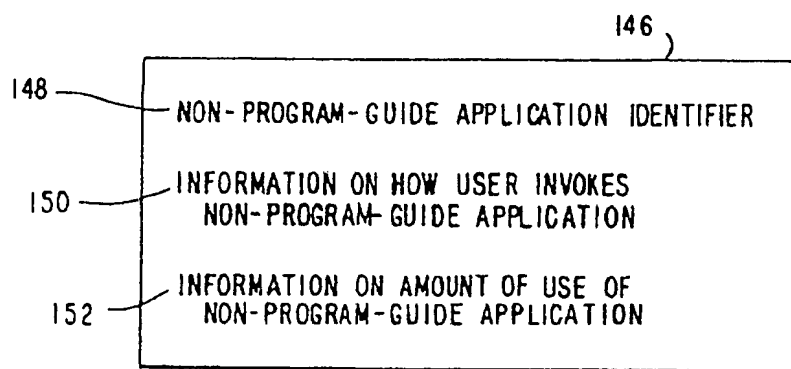 146
148
NON-PROGRAM-GUIDE APPLICATION IDENTIFIER
150
INFORMATION ON HOW USER INVOKES
NON-PROGRAM-GUIDE APPLICATION
152
INFORMATION ON AMOUNT OF USE OF
NON-PROGRAM-GUIDE APPLICATION